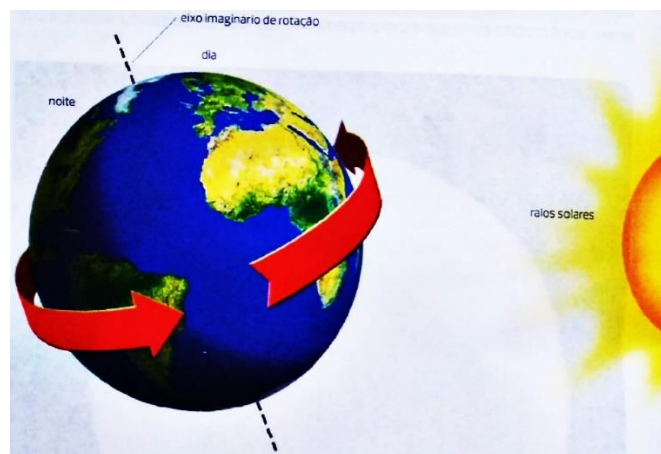 eixo imaginario de rotação
dia
noite
raios solares